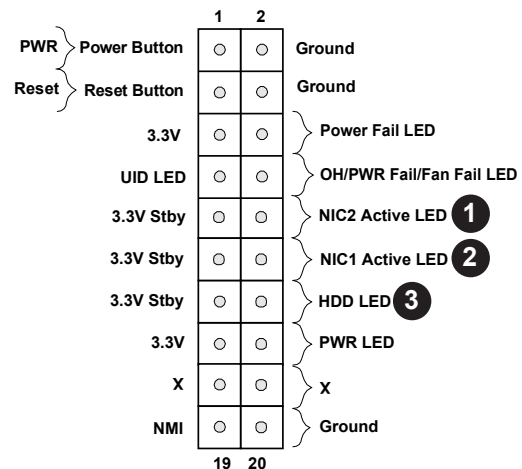 1 2
PWR Power Button Ground
Reset Reset Button Ground
3.3V Power Fail LED
UID LED OH/PWR Fail/Fan Fail LED
3.3V Stby NIC2 Active LED 1
3.3V Stby NIC1 Active LED 2
3.3V Stby HDD LED 3
3.3V PWR LED
X X
NMI Ground
19 20